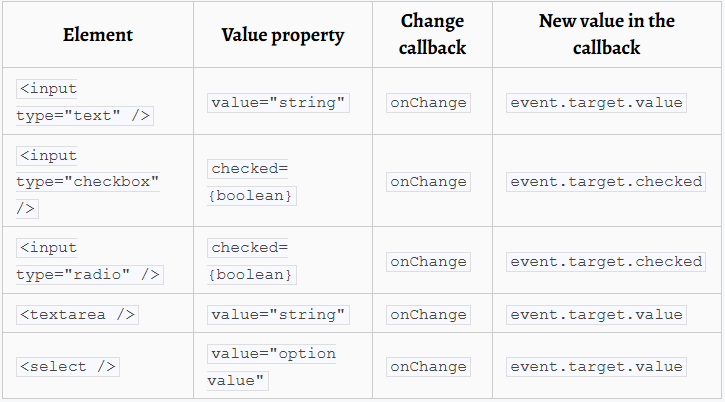 Element
Value property
Change
callback
New value in the
callback
<input
type="text" />
value="string"
onChange
event.target.value
<input
type="checkbox"
/>
checked=
{boolean}
onChange
event.target.checked
<input
type="radio" />
checked=
{boolean}
onChange
event.target.checked
<textarea />
value="string"
onChange
event.target.value
<select />
value="option
value"
onChange
event.target.value